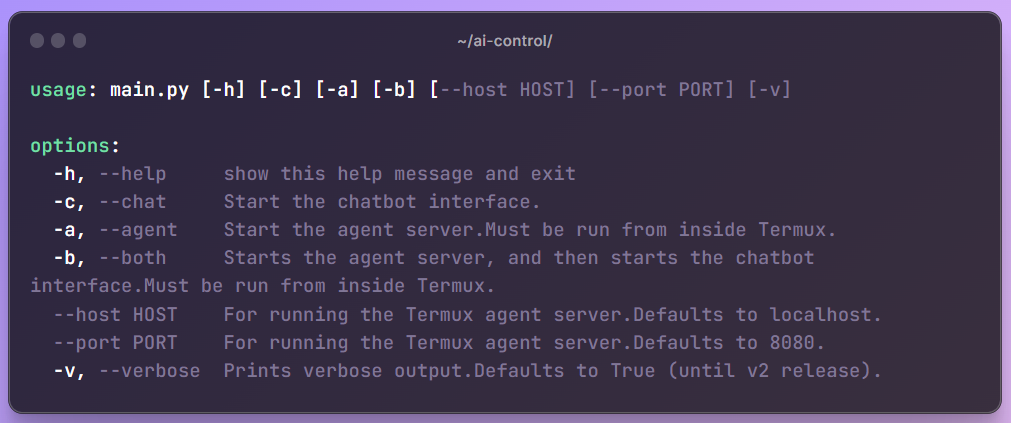 ~/ai-control/
usage: main.py [-h] [-c] [-a] [-b] [--host HOST] [--port PORT] [-v]
options:
-h, --help show this help message and exit
-c, --chat Start the chatbot interface.
-a, --agent Start the agent server.Must be run from inside Termux.
-b, --both Starts the agent server, and then starts the chatbot
interface.Must be run from inside Termux.
--host HOST For running the Termux agent server.Defaults to localhost.
--port PORT For running the Termux agent server.Defaults to 8080.
-v, --verbose Prints verbose output.Defaults to True (until v2 release).